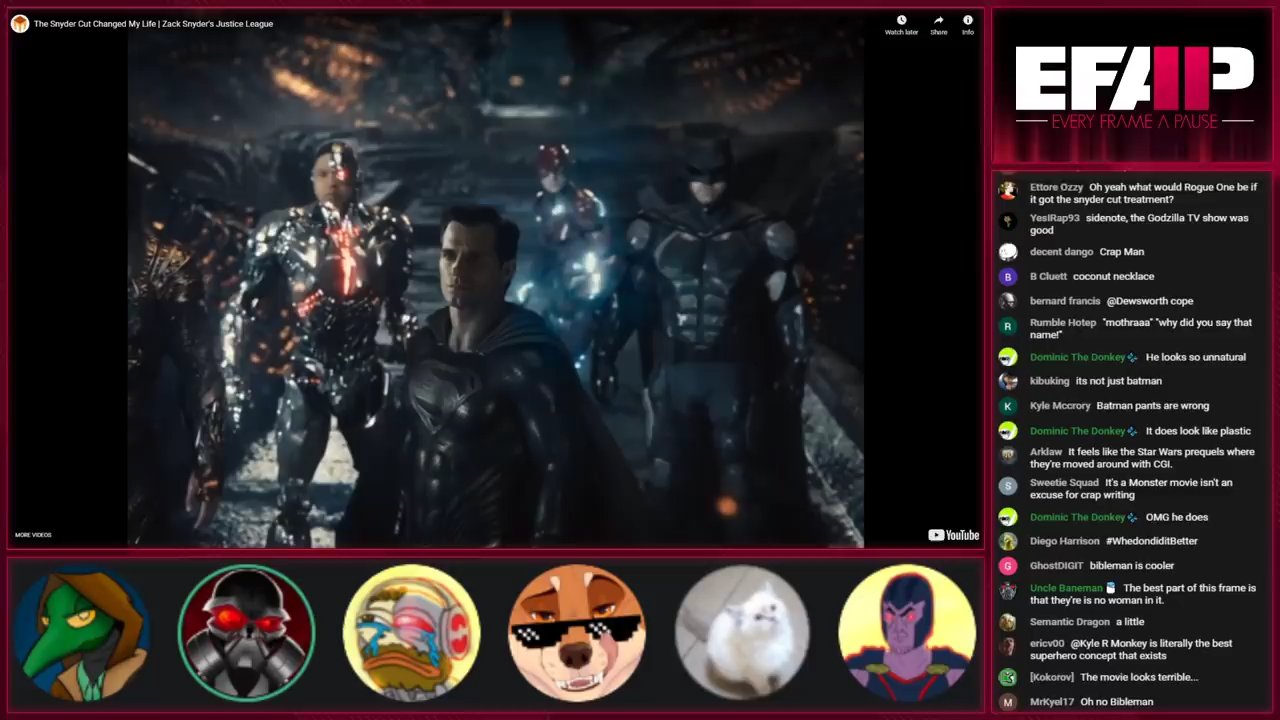 The Snyder Cut Changed My Life | Zack Snyder's Justice League
Watch later
Share
Info
MORE VIDEOS
YouTube
EFAP
EVERY FRAME A PAUSE
Ettore Ozzy Oh yeah what would Rogue One be if
it got the snyder cut treatment?
YesIRap93 sidenote, the Godzilla TV show was
good
decent dango Crap Man
B
B Cluett coconut necklace
bernard francis @Dewsworth cope
R
Rumble Hotep "mothraaa" "why did you say that
name!"
Dominic The Donkey He looks so unnatural
kibuking its not just batman
K
Kyle Mccrory Batman pants are wrong
Dominic The Donkey It does look like plastic
Arklaw It feels like the Star Wars prequels where
they're moved around with CGI.
S
Sweetie Squad It's a Monster movie isn't an
excuse for crap writing
Dominic The Donkey OMG he does
Diego Harrison #WhedondiditBetter
G
GhostDIGIT bibleman is cooler
Uncle Baneman The best part of this frame is
that they're is no woman in it.
Semantic Dragon a little
ericv00 @Kyle R Monkey is literally the best
superhero concept that exists
[Kokorov] The movie looks terrible...
M
MrKyel17 Oh no Bibleman